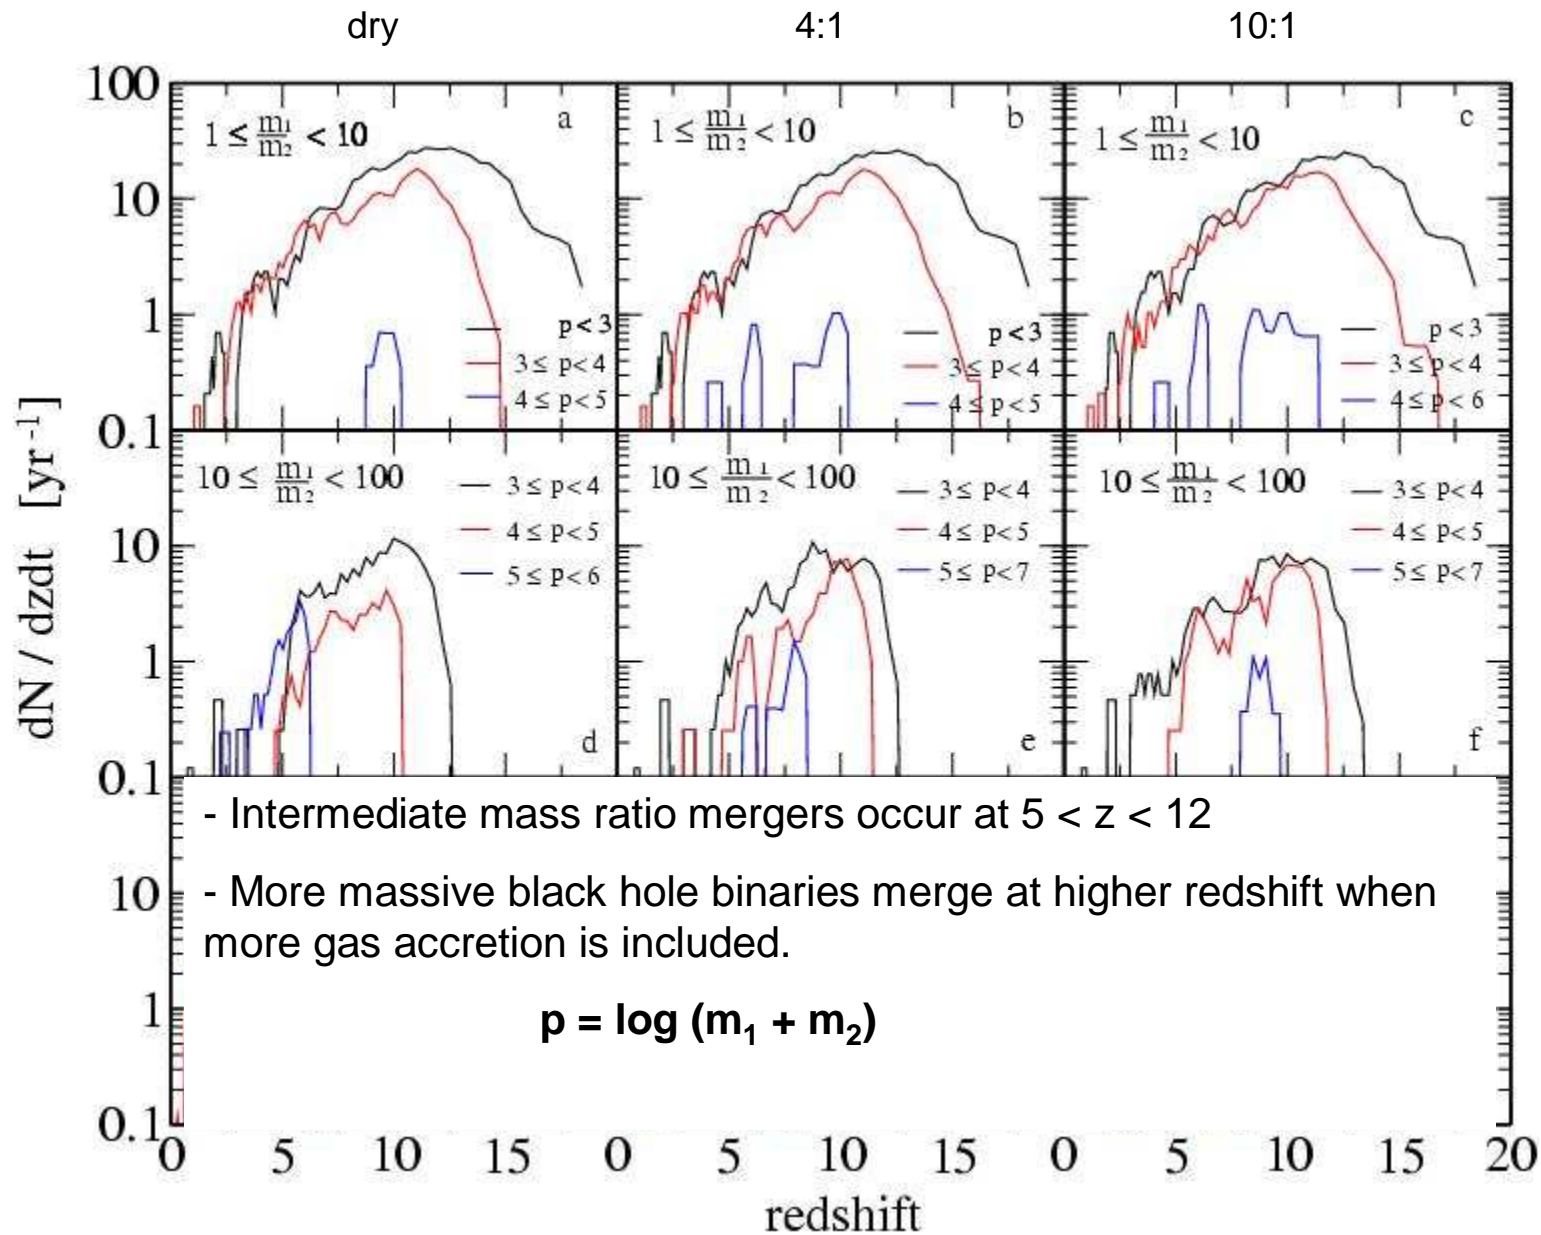 dry 4:1 10:1
100
10
1
0.1
10
1
0.1
10
1
0.1
dN / dzdt [yr⁻¹]
1 ≤ m₁/m₂ < 10 a
p < 3
3 ≤ p < 4
4 ≤ p < 5
1 ≤ m₁/m₂ < 10 b
p < 3
3 ≤ p < 4
4 ≤ p < 5
1 ≤ m₁/m₂ < 10 c
p < 3
3 ≤ p < 4
4 ≤ p < 6
10 ≤ m₁/m₂ < 100
3 ≤ p < 4
4 ≤ p < 5
5 ≤ p < 6
d
10 ≤ m₁/m₂ < 100
3 ≤ p < 4
4 ≤ p < 5
5 ≤ p < 7
e
10 ≤ m₁/m₂ < 100
3 ≤ p < 4
4 ≤ p < 5
5 ≤ p < 7
f
- Intermediate mass ratio mergers occur at 5 < z < 12
- More massive black hole binaries merge at higher redshift when
more gas accretion is included.
p = log (m₁ + m₂)
0 5 10 15 0 5 10 15 0 5 10 15 20
redshift